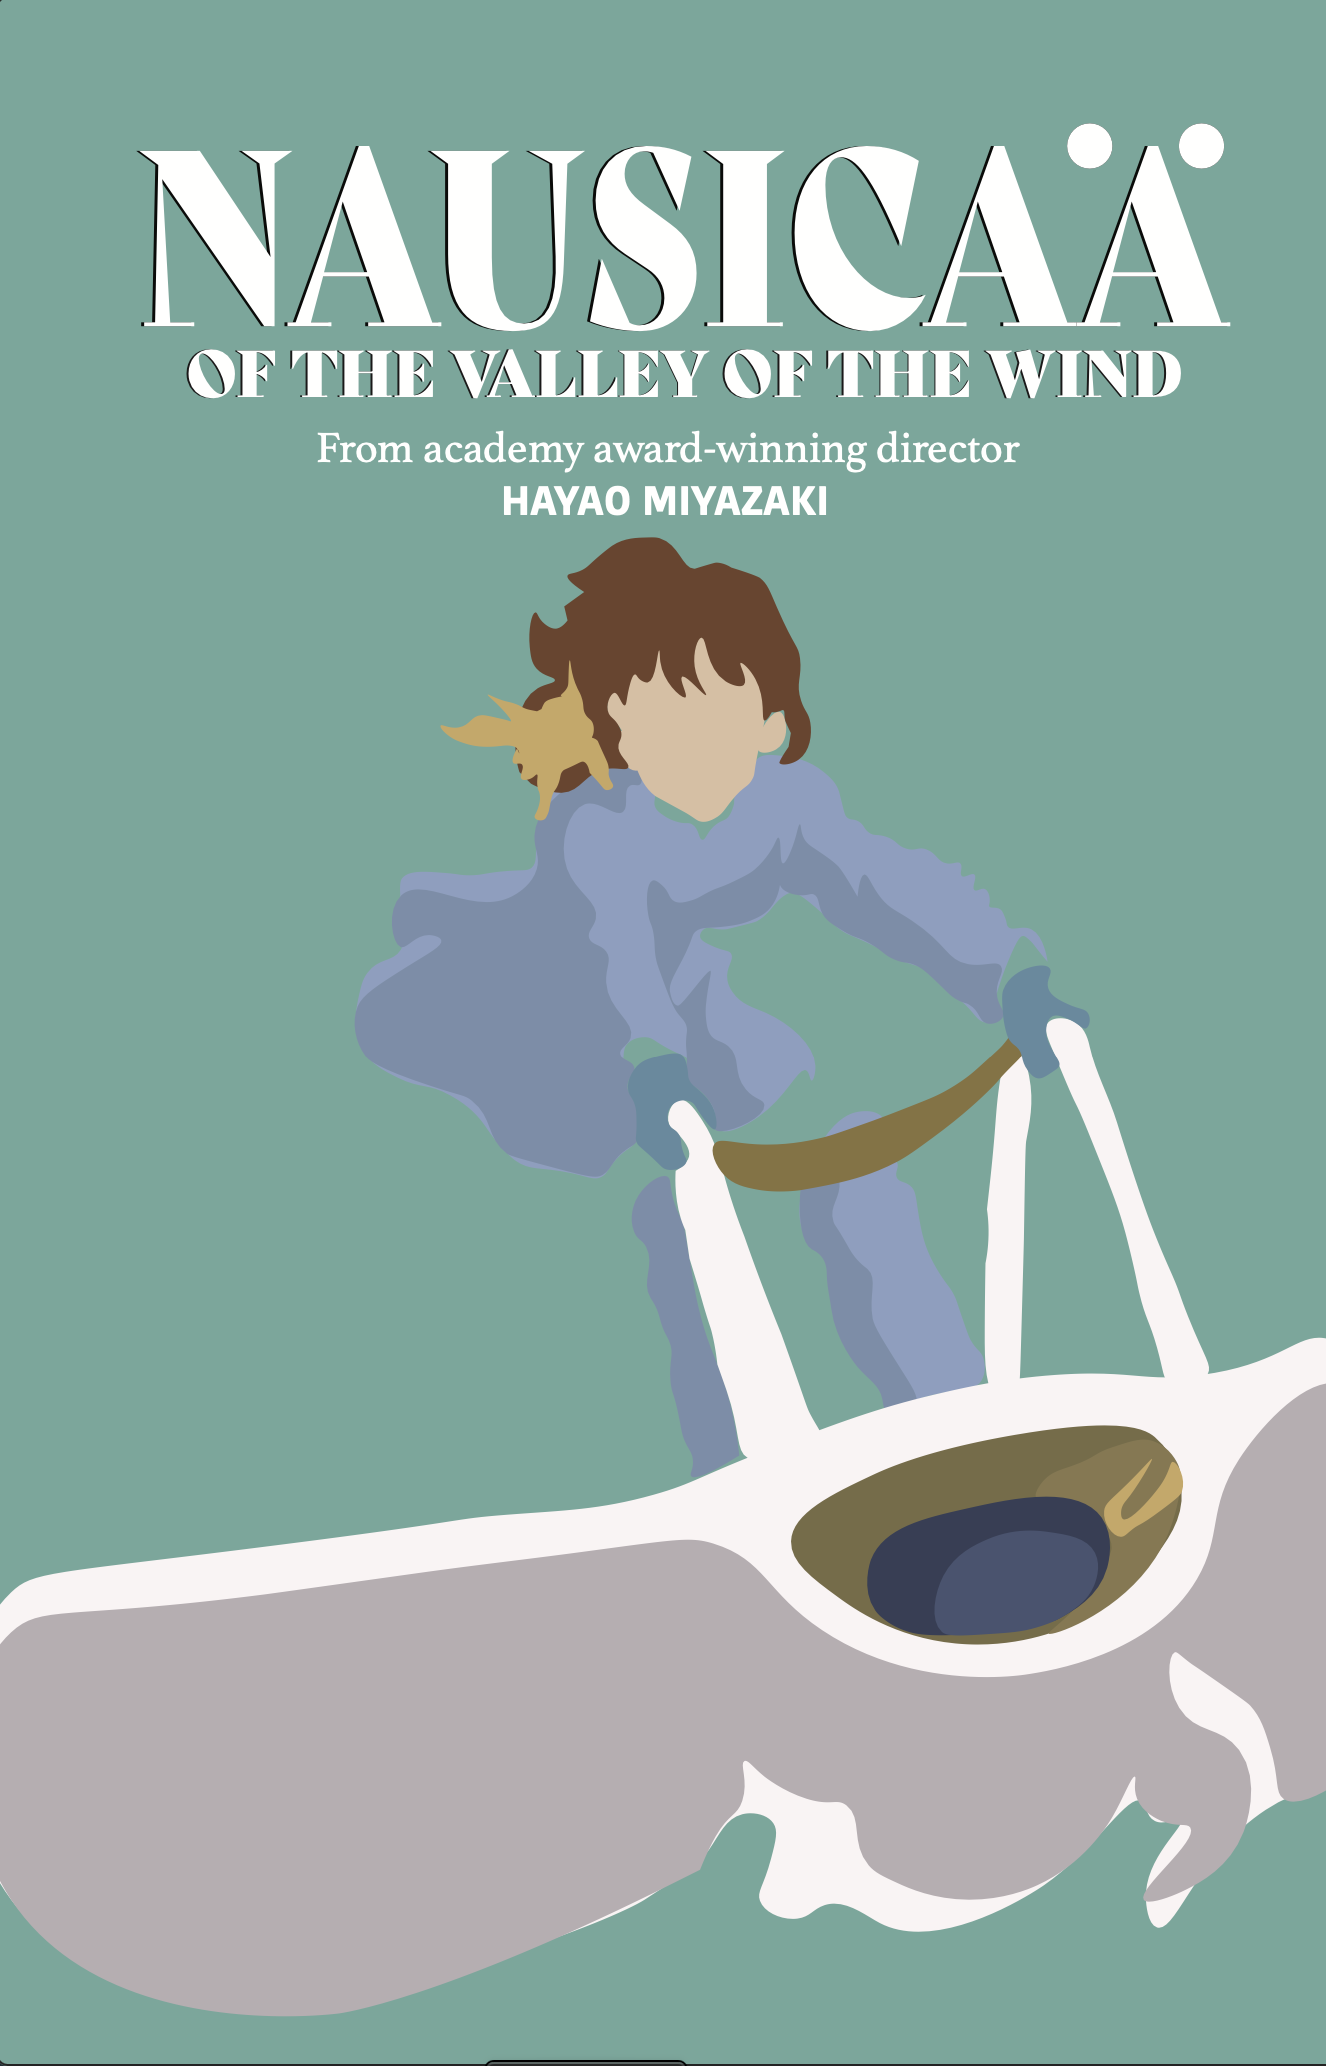 NAUSICAÄ
OF THE VALLEY OF THE WIND
From academy award-winning director
HAYAO MIYAZAKI